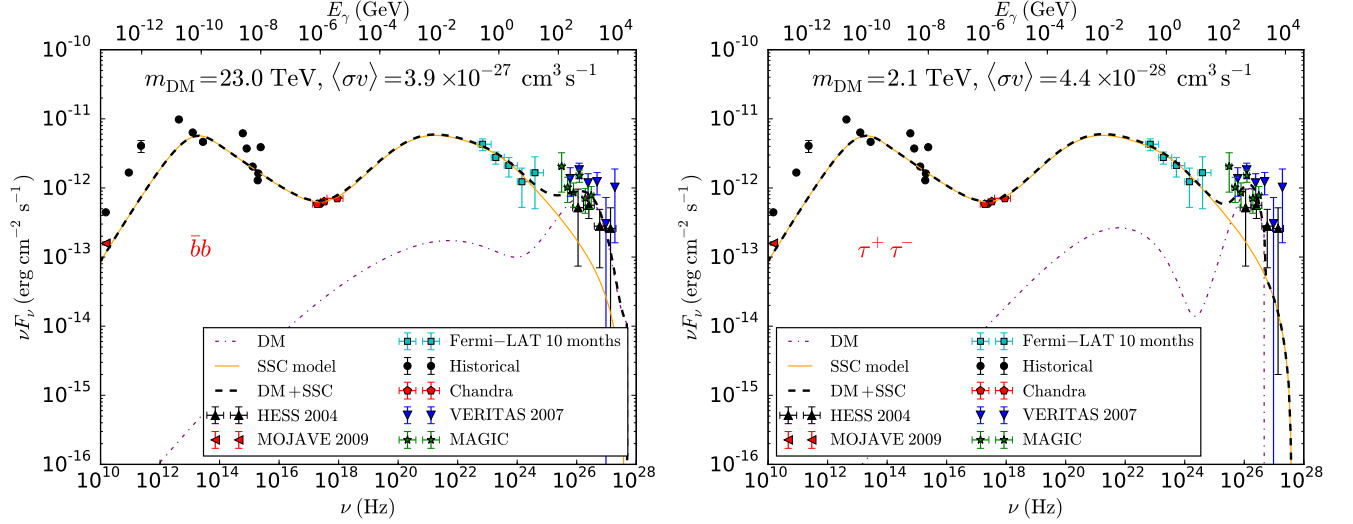 E_γ (GeV)
10^−12 10^−10 10^−8 10^−6 10^−4 10^−2 10^0 10^2 10^4
m_DM=23.0 TeV, ⟨σv⟩=3.9×10^−27 cm^3 s^−1
10^−10
10^−11
10^−12
10^−13
10^−14
10^−15
10^−16
νF_ν (erg cm^−2 s^−1)
b̄b
DM
SSC model
DM+SSC
HESS 2004
MOJAVE 2009
Fermi−LAT 10 months
Historical
Chandra
VERITAS 2007
MAGIC
10^10 10^12 10^14 10^16 10^18 10^20 10^22 10^24 10^26 10^28
ν (Hz)
E_γ (GeV)
10^−12 10^−10 10^−8 10^−6 10^−4 10^−2 10^0 10^2 10^4
m_DM=2.1 TeV, ⟨σv⟩=4.4×10^−28 cm^3 s^−1
10^−10
10^−11
10^−12
10^−13
10^−14
10^−15
10^−16
νF_ν (erg cm^−2 s^−1)
τ^+ τ^−
DM
SSC model
DM+SSC
HESS 2004
MOJAVE 2009
Fermi−LAT 10 months
Historical
Chandra
VERITAS 2007
MAGIC
10^10 10^12 10^14 10^16 10^18 10^20 10^22 10^24 10^26 10^28
ν (Hz)